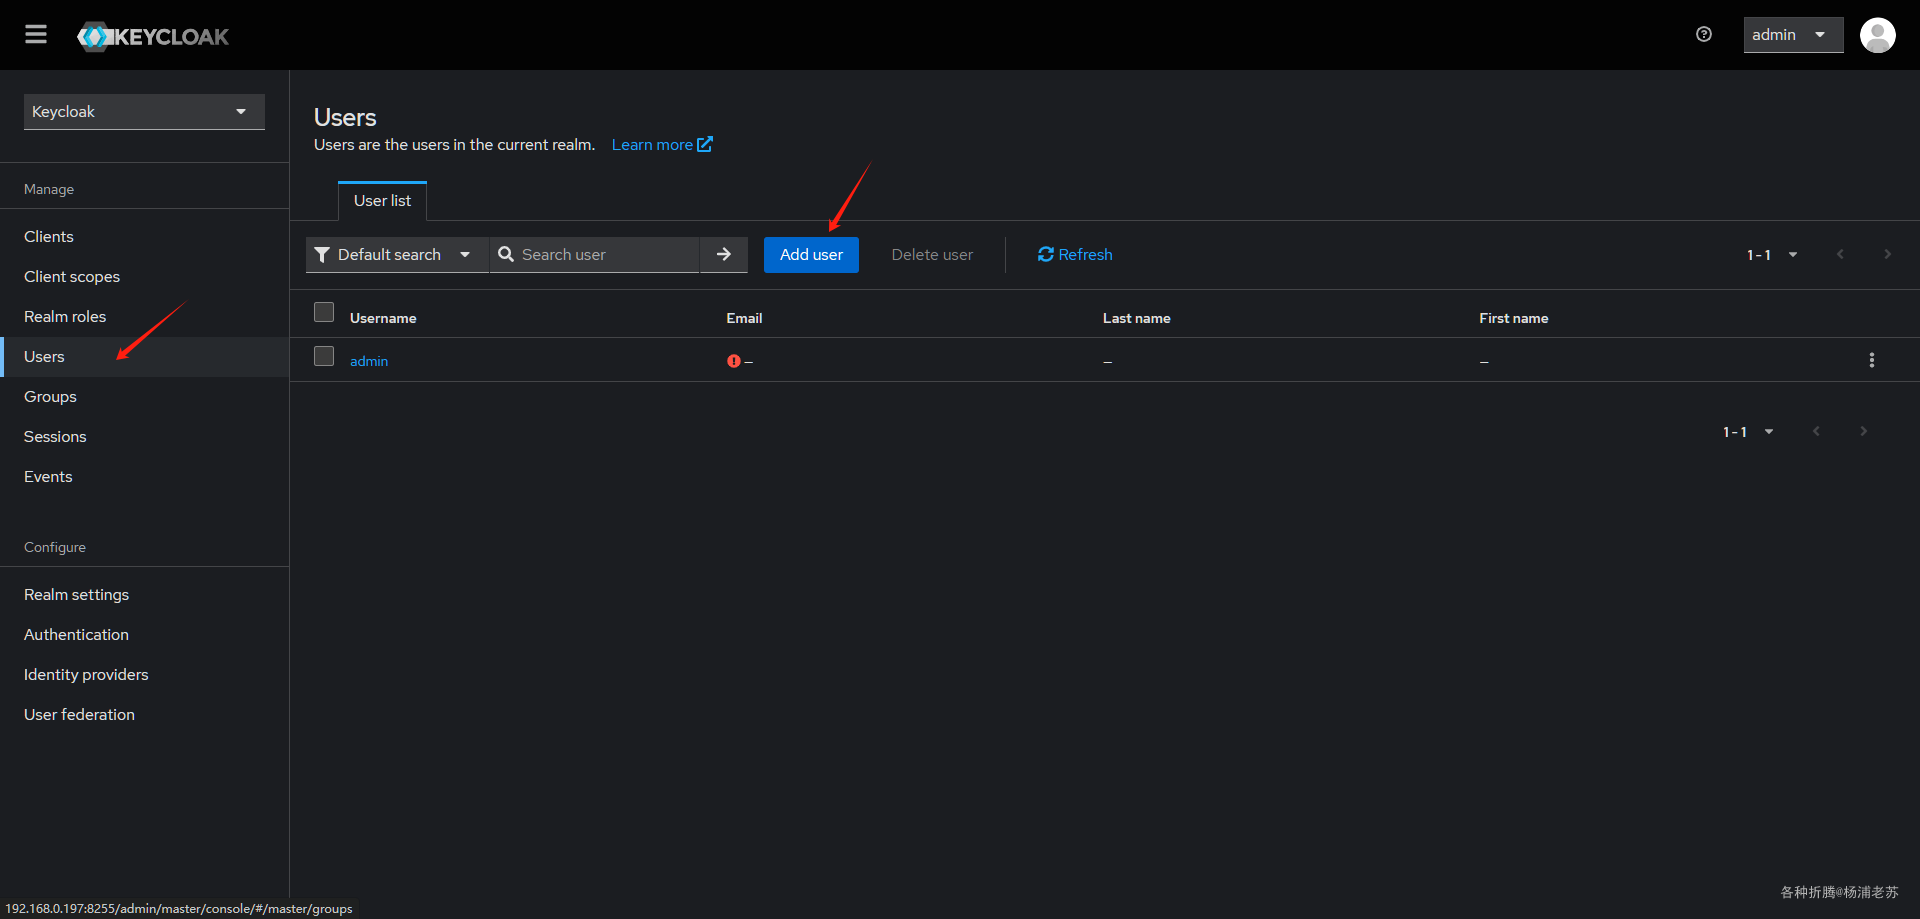 KEYCLOAK
admin
Keycloak
Manage
Clients
Client scopes
Realm roles
Users
Groups
Sessions
Events
Configure
Realm settings
Authentication
Identity providers
User federation
Users
Users are the users in the current realm. Learn more
User list
Default search Search user Add user Delete user Refresh 1 - 1
Username Email Last name First name
admin – – –
1 - 1
各种折腾@杨浦老苏
192.168.0.197:8255/admin/master/console/#/master/groups